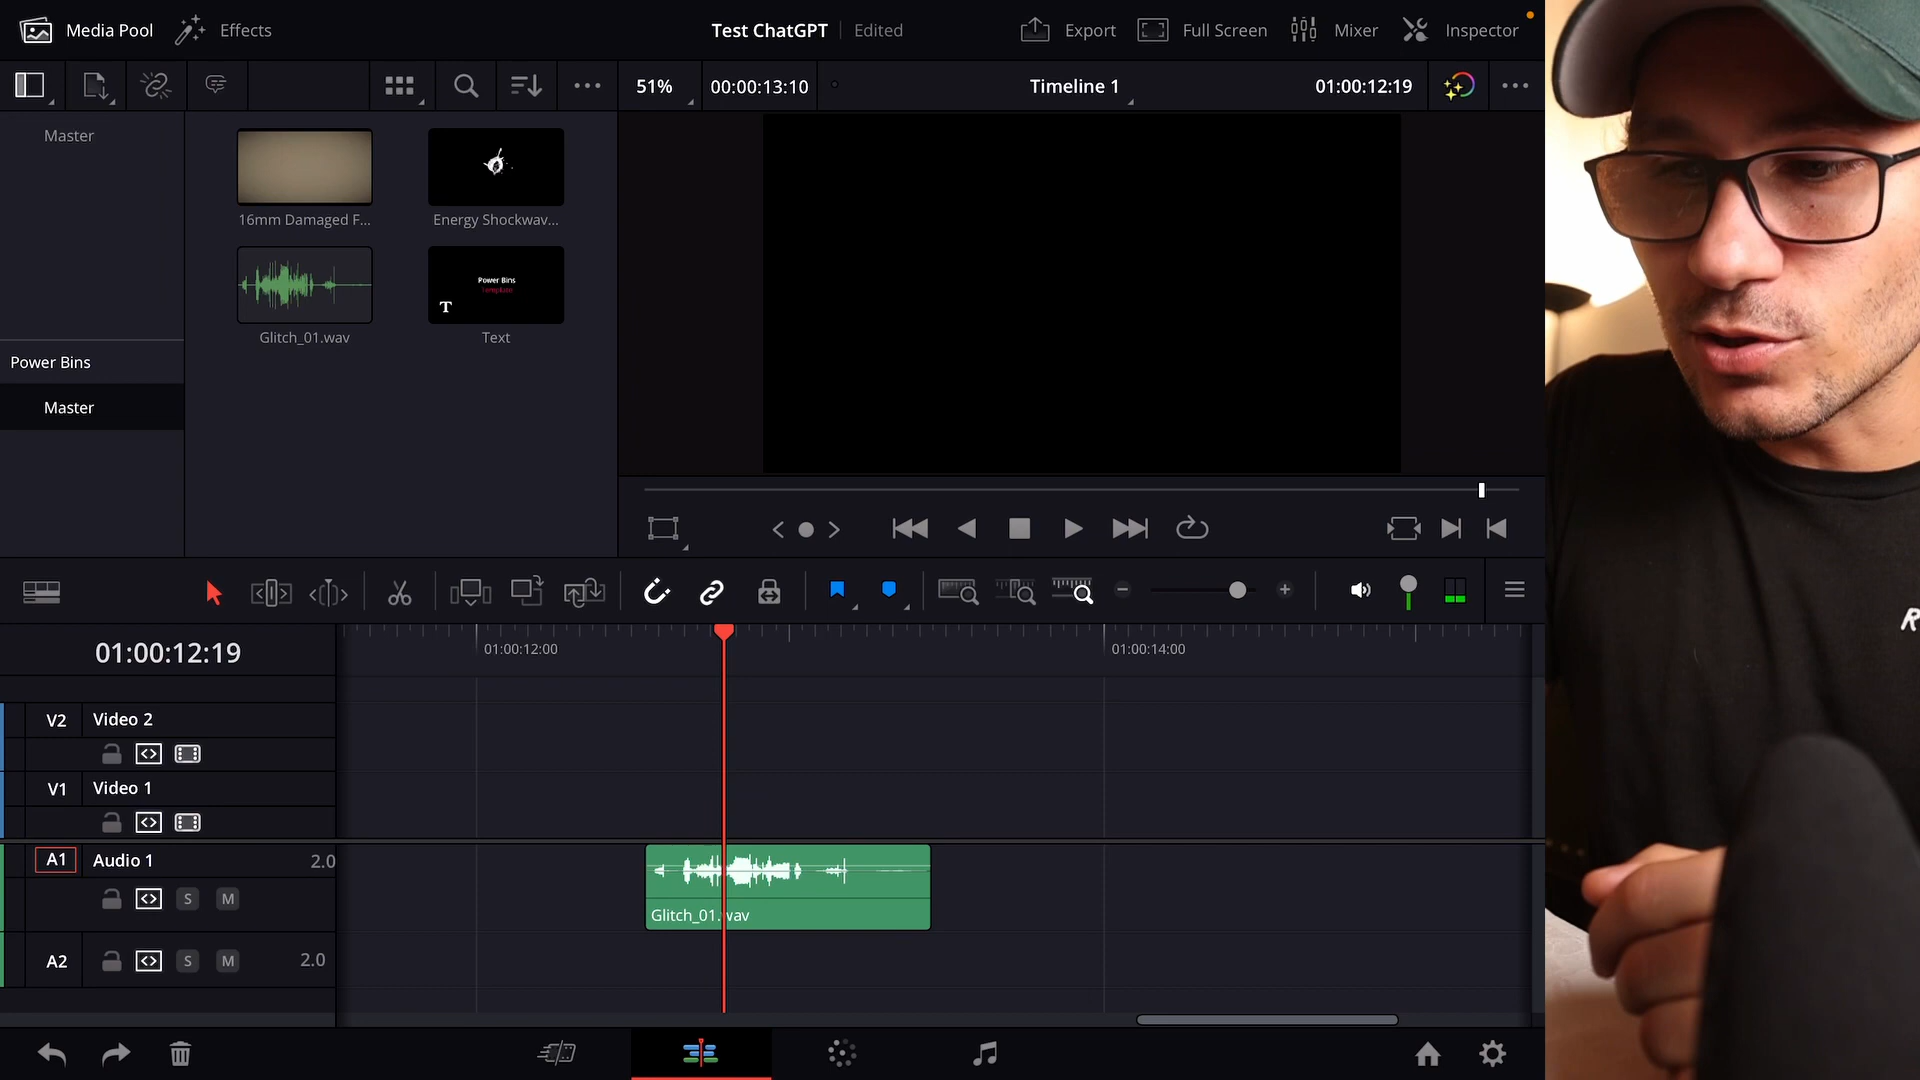 Media Pool
Effects
Test ChatGPT
Edited
Export
Full Screen
Mixer
Inspector
51%
00:00:13:10
Timeline 1
01:00:12:19
Master
16mm Damaged F...
Energy Shockwav...
Power Bins
T
Glitch_01.wav
Text
Power Bins
Master
01:00:12:19
01:00:12:00
01:00:14:00
V2
Video 2
V1
Video 1
A1
Audio 1
2.0
S
M
Glitch_01.wav
A2
S
M
2.0
R